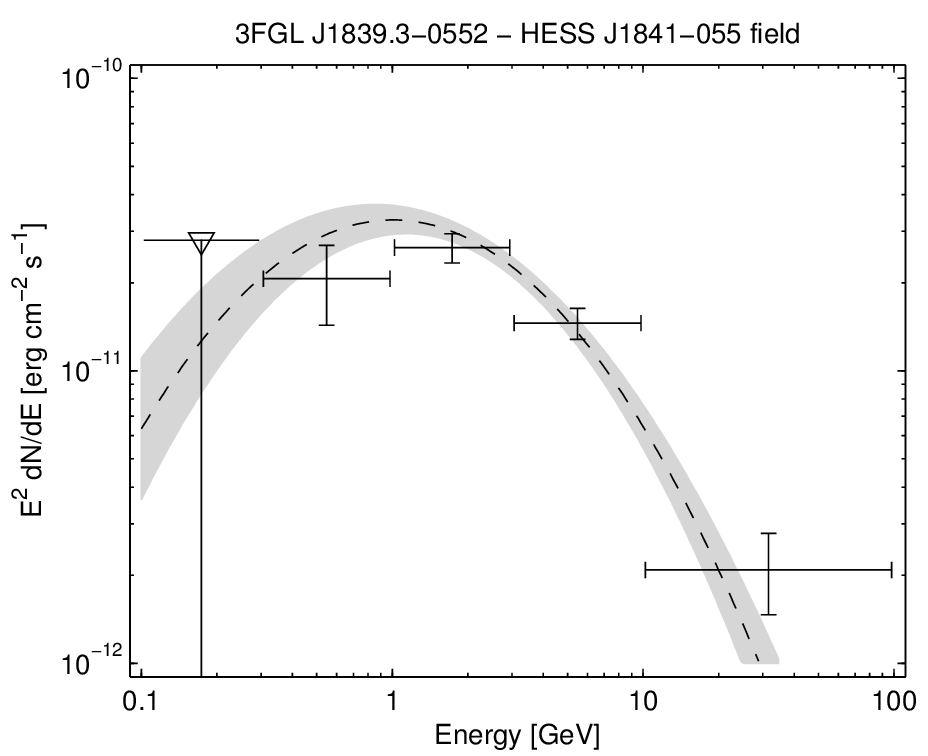 3FGL J1839.3−0552 − HESS J1841−055 field
E² dN/dE [erg cm⁻² s⁻¹]
10⁻¹⁰
10⁻¹¹
10⁻¹²
0.1 1 10 100
Energy [GeV]